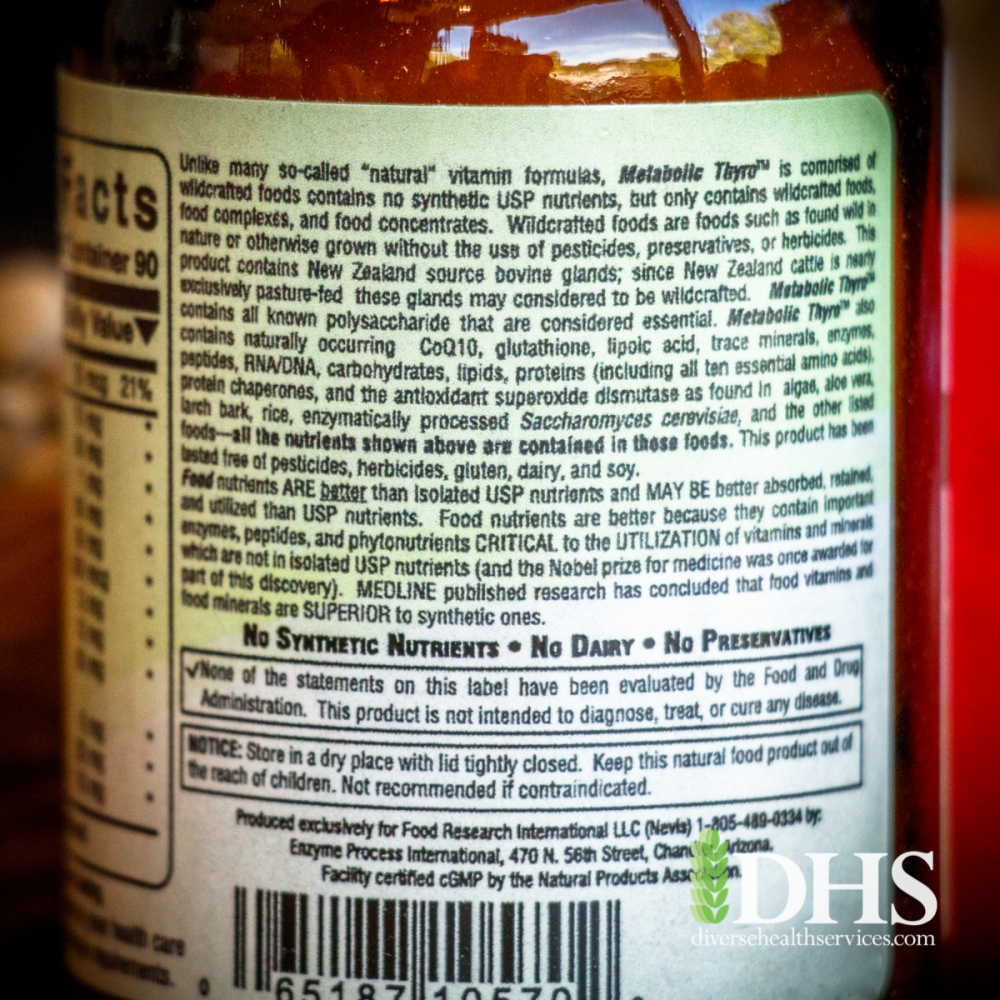 Facts
Container 90
Value▼
mg 21%
Unlike many so-called "natural" vitamin formulas, Metabolic Thyro™ is comprised of
wildcrafted foods contains no synthetic USP nutrients, but only contains wildcrafted foods,
food complexes, and food concentrates. Wildcrafted foods are foods such as found wild in
nature or otherwise grown without the use of pesticides, preservatives, or herbicides. This
product contains New Zealand source bovine glands; since New Zealand cattle is nearly
exclusively pasture-fed these glands may considered to be wildcrafted. Metabolic Thyro™
contains all known polysaccharide that are considered essential. Metabolic Thyro™ also
contains naturally occurring CoQ10, glutathione, lipoic acid, trace minerals, enzymes,
peptides, RNA/DNA, carbohydrates, lipids, proteins (including all ten essential amino acids),
protein chaperones, and the antioxidant superoxide dismutase as found in algae, aloe vera,
larch bark, rice, enzymatically processed Saccharomyces cerevisiae, and the other listed
foods—all the nutrients shown above are contained in these foods. This product has been
tested free of pesticides, herbicides, gluten, dairy, and soy.
Food nutrients ARE better than isolated USP nutrients and MAY BE better absorbed, retained,
and utilized than USP nutrients. Food nutrients are better because they contain important
enzymes, peptides, and phytonutrients CRITICAL to the UTILIZATION of vitamins and minerals
which are not in isolated USP nutrients (and the Nobel prize for medicine was once awarded for
part of this discovery). MEDLINE published research has concluded that food vitamins and
food minerals are SUPERIOR to synthetic ones.
NO SYNTHETIC NUTRIENTS • NO DAIRY • NO PRESERVATIVES
✓None of the statements on this label have been evaluated by the Food and Drug
Administration. This product is not intended to diagnose, treat, or cure any disease.
NOTICE: Store in a dry place with lid tightly closed. Keep this natural food product out of
the reach of children. Not recommended if contraindicated.
Produced exclusively for Food Research International LLC (Nevis) 1-805-489-0334 by:
Enzyme Process International, 470 N. 56th Street, Arizona.
Facility certified cGMP by the Natural Products
health care
0 65187 10570
DHS
diversehealthservices.com